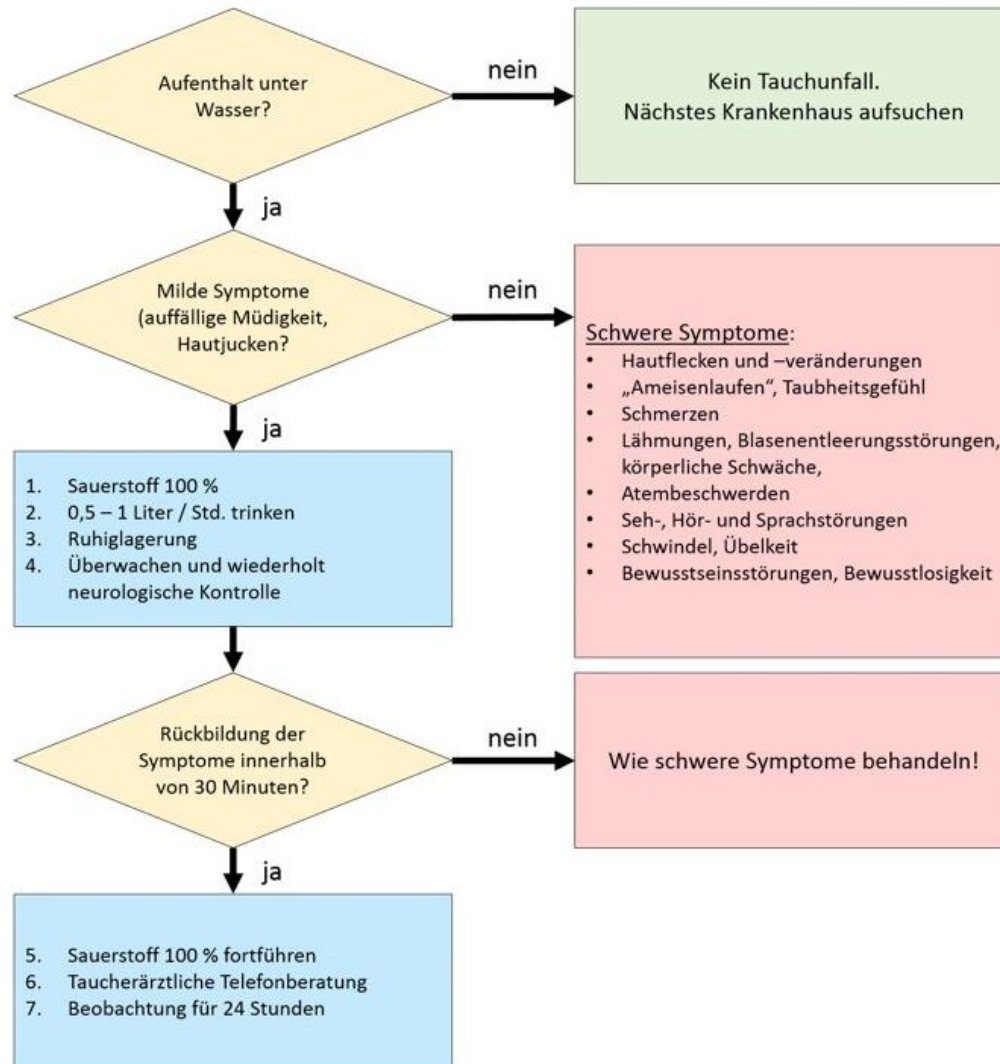 Aufenthalt unter
Wasser?
nein
Kein Tauchunfall.
Nächstes Krankenhaus aufsuchen
ja
Milde Symptome
(auffällige Müdigkeit,
Hautjucken?
nein
Schwere Symptome:
• Hautflecken und –veränderungen
• „Ameisenlaufen“, Taubheitsgefühl
• Schmerzen
• Lähmungen, Blasenentleerungsstörungen,
körperliche Schwäche,
• Atembeschwerden
• Seh-, Hör- und Sprachstörungen
• Schwindel, Übelkeit
• Bewusstseinsstörungen, Bewusstlosigkeit
ja
1. Sauerstoff 100 %
2. 0,5 – 1 Liter / Std. trinken
3. Ruhiglagerung
4. Überwachen und wiederholt
neurologische Kontrolle
Rückbildung der
Symptome innerhalb
von 30 Minuten?
nein
Wie schwere Symptome behandeln!
ja
5. Sauerstoff 100 % fortführen
6. Taucherärztliche Telefonberatung
7. Beobachtung für 24 Stunden